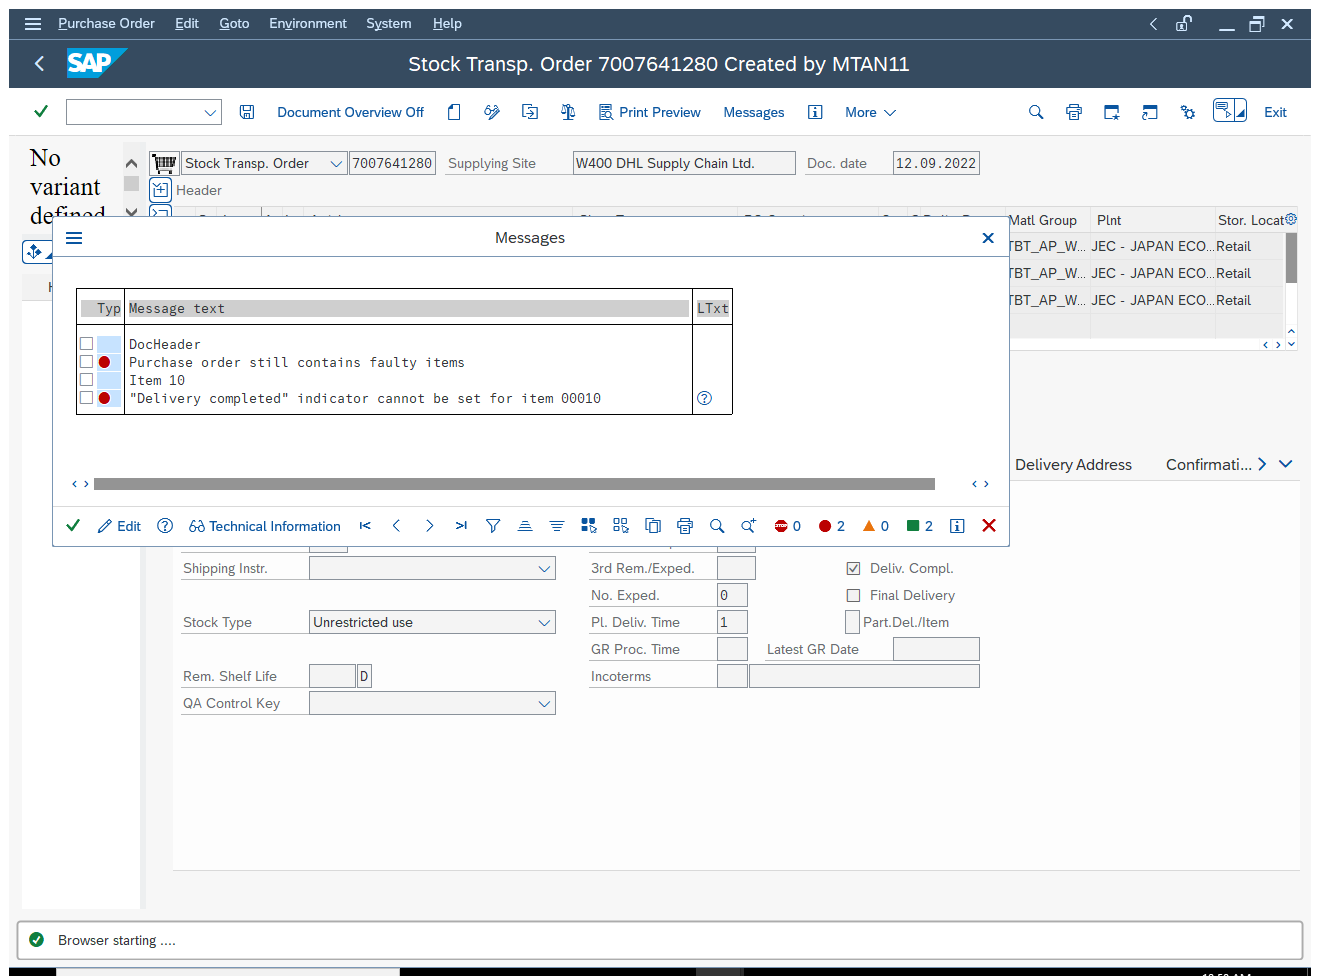 Purchase Order Edit Goto Environment System Help
SAP Stock Transp. Order 7007641280 Created by MTAN11
Document Overview Off Print Preview Messages More Exit
No
variant
defined
Stock Transp. Order 7007641280 Supplying Site W400 DHL Supply Chain Ltd. Doc. date 12.09.2022
Header
Matl Group Plnt Stor. Locat
TBT_AP_W... JEC - JAPAN ECO... Retail
TBT_AP_W... JEC - JAPAN ECO... Retail
TBT_AP_W... JEC - JAPAN ECO... Retail
Messages
Typ Message text LTxt
DocHeader
Purchase order still contains faulty items
Item 10
"Delivery completed" indicator cannot be set for item 00010
Delivery Address Confirmati...
Edit Technical Information STOP 0 2 0 2
Shipping Instr. 3rd Rem./Exped. Deliv. Compl.
No. Exped. 0 Final Delivery
Stock Type Unrestricted use Pl. Deliv. Time 1 Part.Del./Item
GR Proc. Time Latest GR Date
Rem. Shelf Life D Incoterms
QA Control Key
Browser starting ....